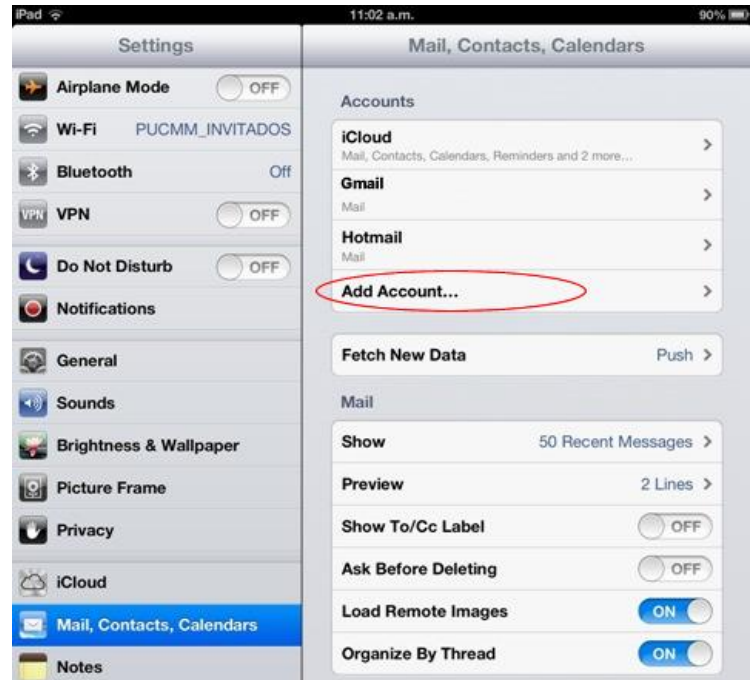 iPad 11:02 a.m. 90%
Settings
Airplane Mode OFF
Wi-Fi PUCMM_INVITADOS
Bluetooth Off
VPN VPN OFF
Do Not Disturb OFF
Notifications
General
Sounds
Brightness & Wallpaper
Picture Frame
Privacy
iCloud
Mail, Contacts, Calendars
Notes
Mail, Contacts, Calendars
Accounts
iCloud
Mail, Contacts, Calendars, Reminders and 2 more...
Gmail
Mail
Hotmail
Mail
Add Account...
Fetch New Data Push
Mail
Show 50 Recent Messages
Preview 2 Lines
Show To/Cc Label OFF
Ask Before Deleting OFF
Load Remote Images ON
Organize By Thread ON